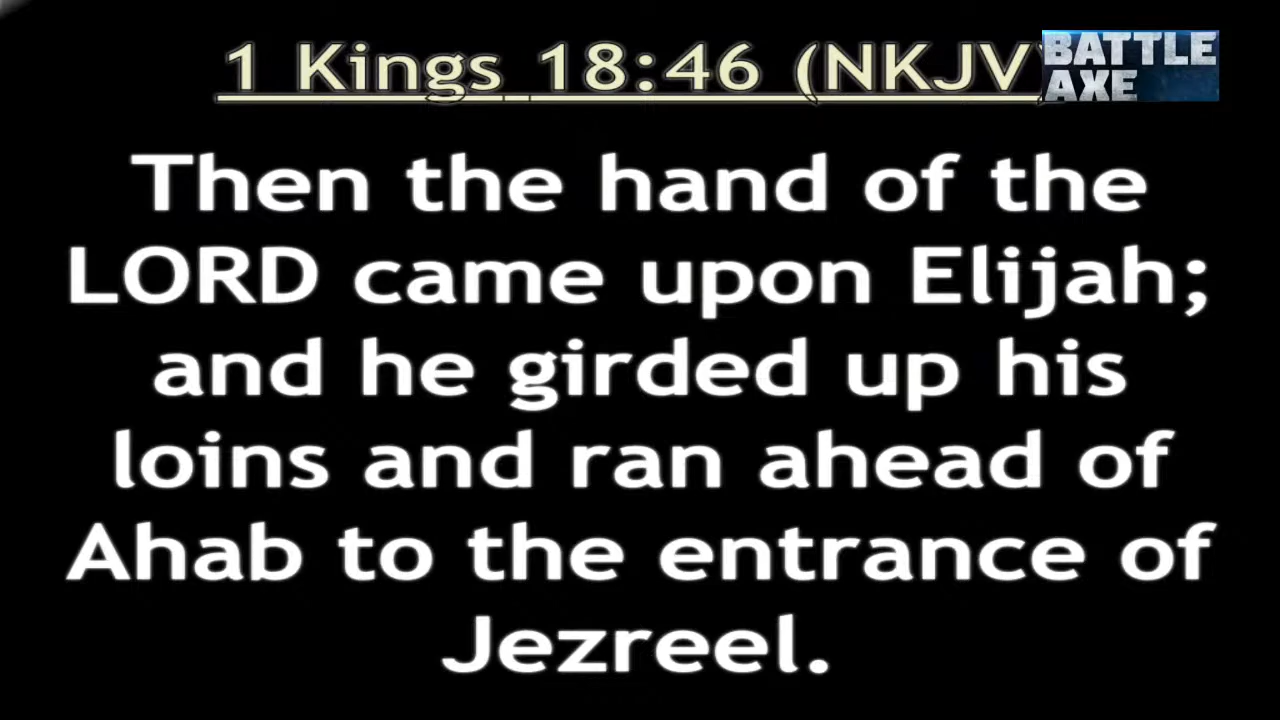 1 Kings 18:46 (NKJV)
BATTLE
AXE
Then the hand of the
LORD came upon Elijah;
and he girded up his
loins and ran ahead of
Ahab to the entrance of
Jezreel.